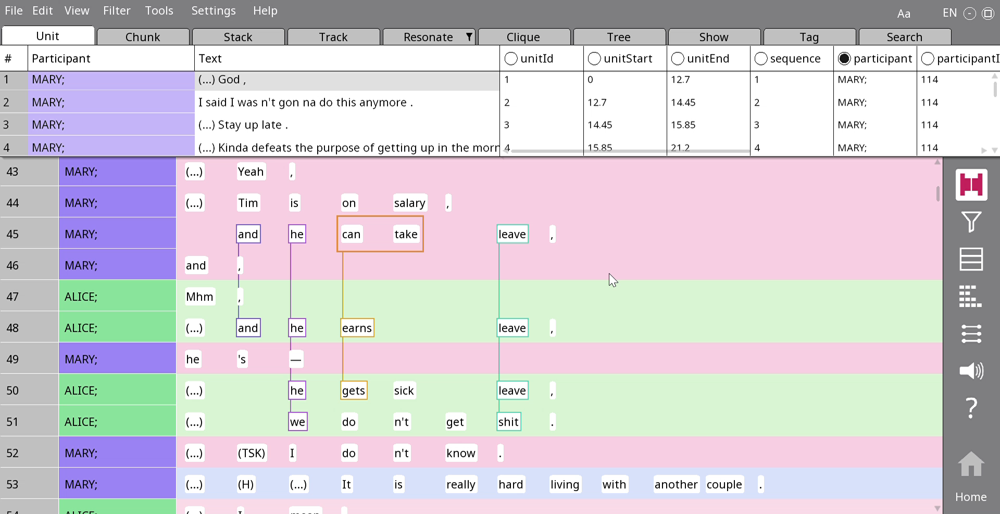 File Edit View Filter Tools Settings Help Aa EN
Unit Chunk Stack Track Resonate Clique Tree Show Tag Search
# Participant Text unitId unitStart unitEnd sequence participant participantI
1 MARY; (...) God , 1 0 12.7 1 MARY; 114
2 MARY; I said I was n't gon na do this anymore . 2 12.7 14.45 2 MARY; 114
3 MARY; (...) Stay up late . 3 14.45 15.85 3 MARY; 114
4 MARY; (...) Kinda defeats the purpose of getting up in the morn 4 15.85 21.2 4 MARY; 114
43 MARY; (...) Yeah ,
44 MARY; (...) Tim is on salary ,
45 MARY; and he can take leave ,
46 MARY; and ,
47 ALICE; Mhm ,
48 ALICE; (...) and he earns leave ,
49 MARY; he 's —
50 ALICE; (...) he gets sick leave ,
51 ALICE; (...) we do n't get shit .
52 MARY; (...) (TSK) I do n't know .
53 MARY; (...) (H) (...) It is really hard living with another couple .
?
Home